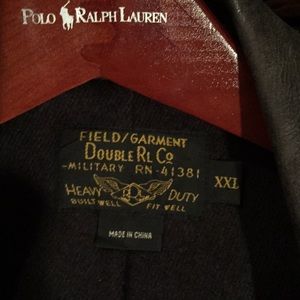 POLO RALPH LAUREN
FIELD/GARMENT
DOUBLE RL CO
-MILITARY RN-41381
HEAVY DUTY
BUILT WELL FIT WELL
XXL
MADE IN CHINA